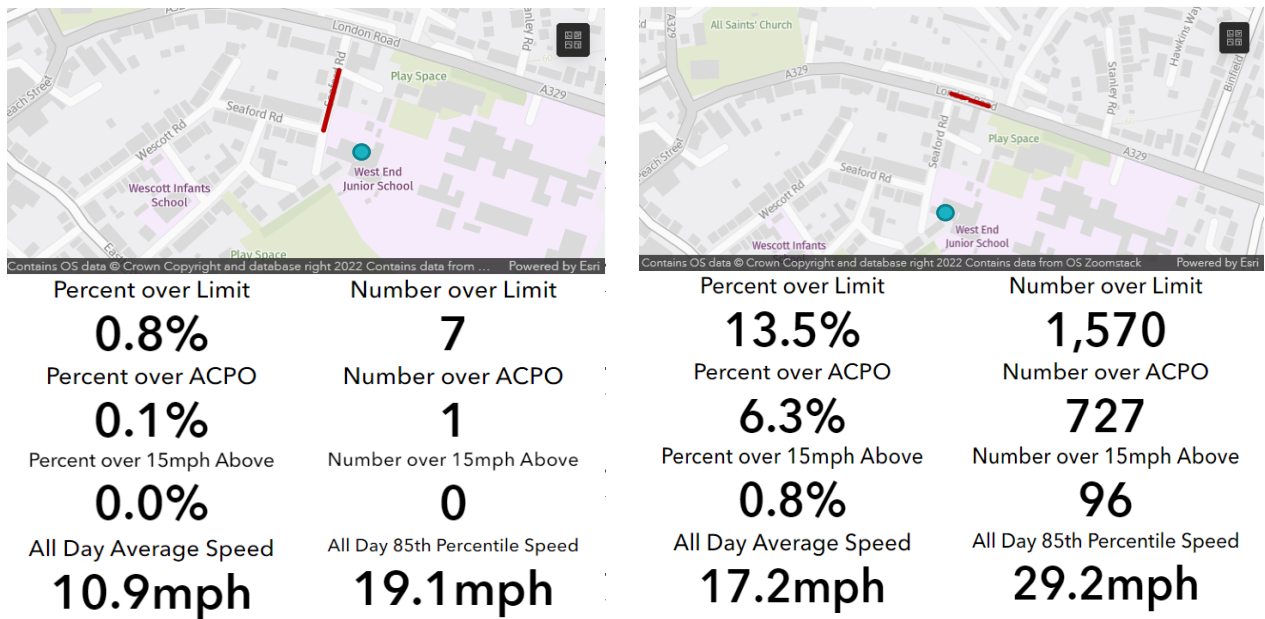 London Road
Stanley Rd
Play Space
A329
each Street
Seaford Rd
Seaford Rd
Wescott Rd
West End
Junior School
Wescott Infants
School
Play Space
Contains OS data © Crown Copyright and database right 2022 Contains data from ...
Powered by Esri
Percent over Limit
Number over Limit
0.8%
7
Percent over ACPO
Number over ACPO
0.1%
1
Percent over 15mph Above
Number over 15mph Above
0.0%
0
All Day Average Speed
All Day 85th Percentile Speed
10.9mph
19.1mph
All Saints' Church
A329
A329
London Road
Hawkins Way
Binfield
Stanley Rd
Play Space
A329
each Street
Seaford Rd
Seaford Rd
Wescott Rd
West End
Junior School
Wescott Infants
Contains OS data © Crown Copyright and database right 2022 Contains data from OS Zoomstack
Powered by Esri
Percent over Limit
Number over Limit
13.5%
1,570
Percent over ACPO
Number over ACPO
6.3%
727
Percent over 15mph Above
Number over 15mph Above
0.8%
96
All Day Average Speed
All Day 85th Percentile Speed
17.2mph
29.2mph